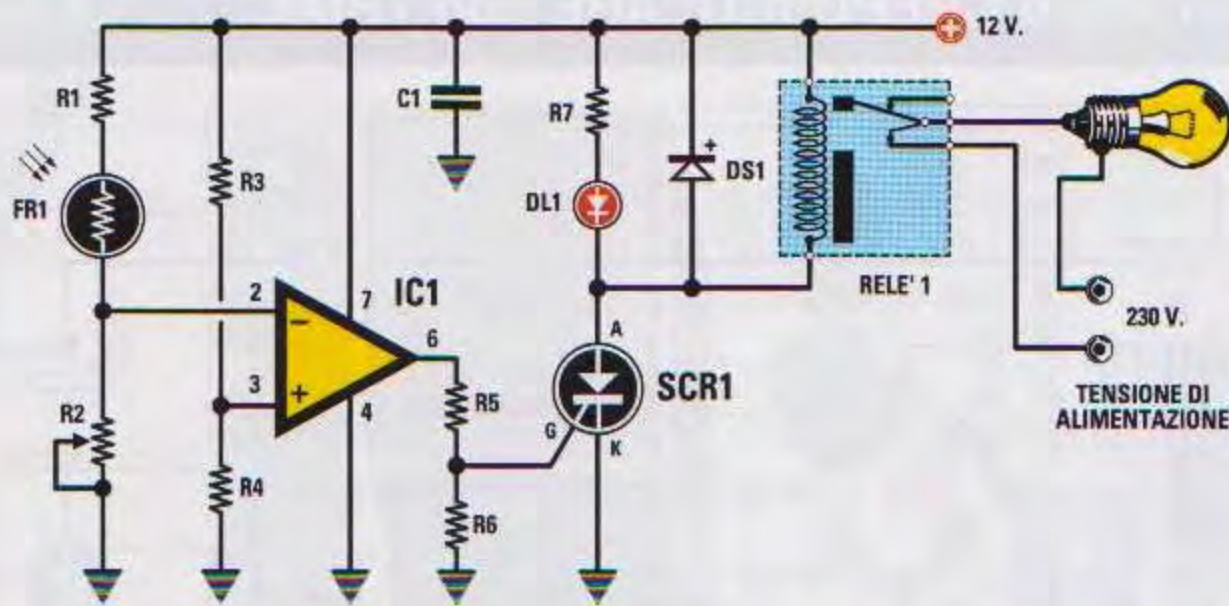 12 V.
R1
C1
R7
+
DS1
R3
FR1
DL1
RELE' 1
2
7
IC1
−
6
230 V.
A
3
+
4
R5
SCR1
TENSIONE DI
ALIMENTAZIONE
R2
G
K
R4
R6